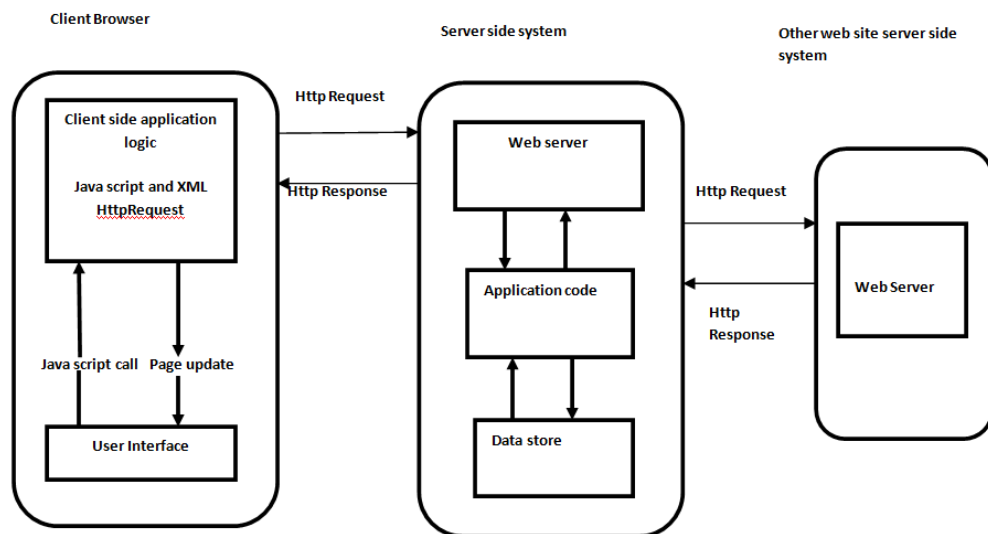 Client Browser
Server side system
Other web site server side
system
Client side application
logic
Java script and XML
HttpRequest
Java script call
Page update
User Interface
Http Request
Http Response
Web server
Application code
Data store
Http Request
Http
Response
Web Server